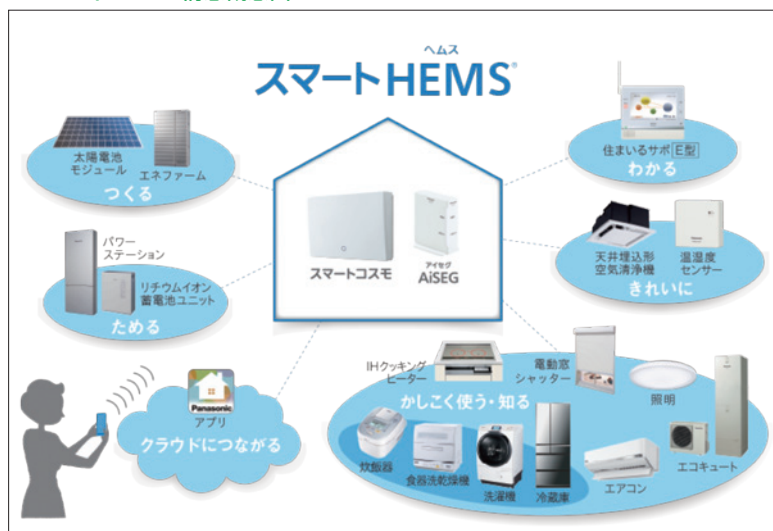 ヘムス
スマートHEMS®
太陽電池
モジュール
エネファーム
つくる
パワー
ステーション
リチウムイオン
蓄電池ユニット
ためる
Panasonic
アプリ
クラウドにつながる
スマートコスモ
アイセグ
AiSEG
住まいるサポ E型
わかる
天井埋込形
空気清浄機
温湿度
センサー
きれいに
IHクッキング
ヒーター
電動窓
シャッター
照明
かしこく使う・知る
炊飯器
食器洗乾燥機
洗濯機
冷蔵庫
エアコン
エコキュート